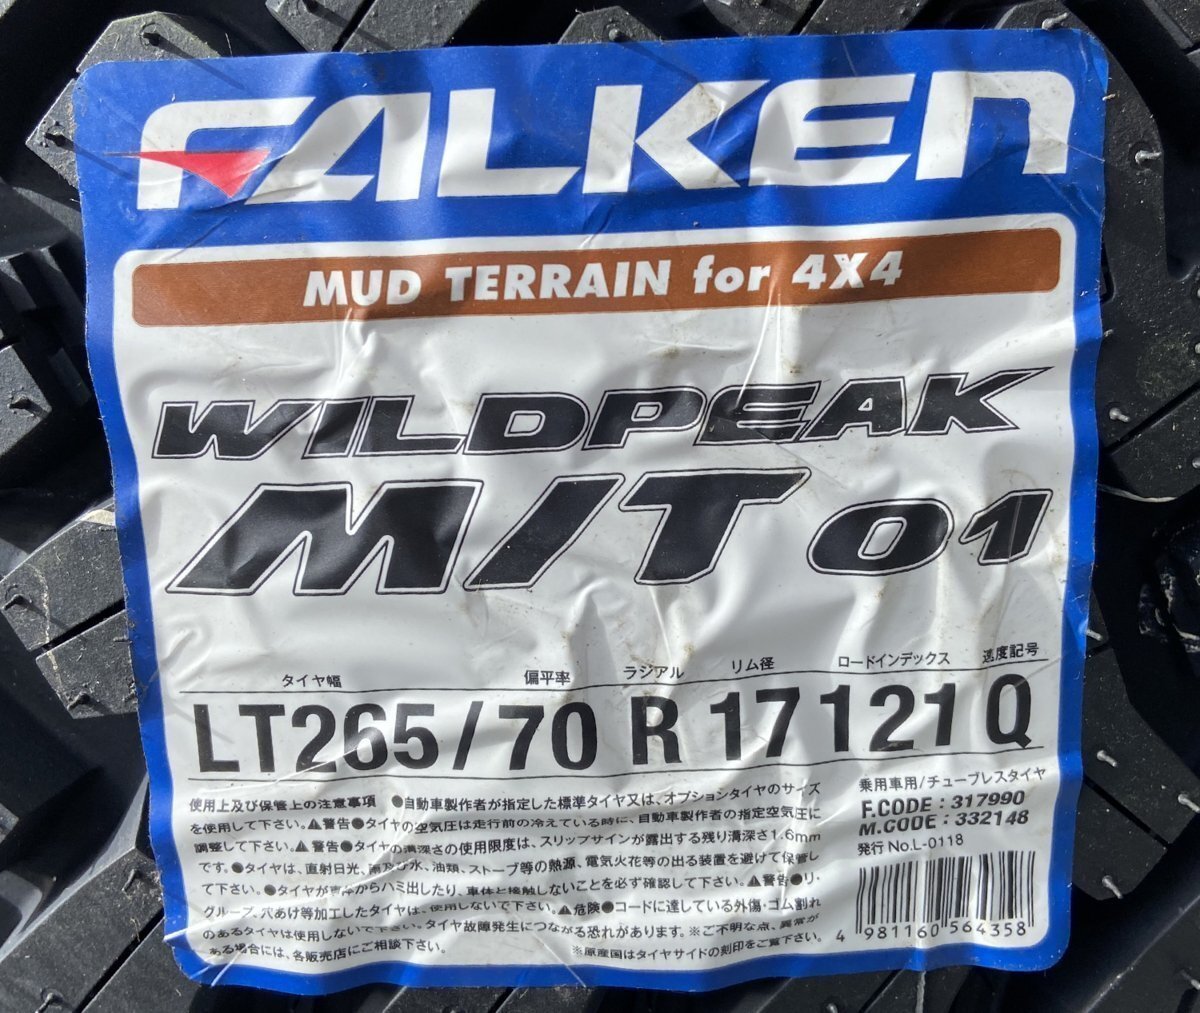 FALKEN
MUD TERRAIN for 4X4
WILDPEAK
M/T 01
タイヤ幅 偏平率 ラジアル リム径 ロードインデックス 速度記号
LT265/70 R 17 121 Q
使用上及び保管上の注意事項 ●自動車製作者が指定した標準タイヤ又は、オプションタイヤのサイズ
を使用して下さい。▲警告●タイヤの空気圧は走行前の冷えている時に、自動車製作者の指定空気圧に
調整して下さい。▲警告●タイヤの溝深さの使用限度は、スリップサインが露出する残り溝深さ1.6mm
です。●タイヤは、直射日光、雨及び水、油類、ストーブ等の熱源、電気火花等の出る装置を避けて保管し
て下さい。●タイヤが車体からハミ出したり、車体と接触しないことを必ず確認して下さい。▲警告●リ・
グルーブ、穴あけ等加工したタイヤは、使用しないで下さい。▲危険●コードに達している外傷・ゴム割れ
のあるタイヤは使用しないで下さい。タイヤ故障発生につながる恐れがあります。※ご不明な点、異常が
ある場合には、各販売店にご相談下さい。 ※原産国はタイヤサイドの刻印をご覧下さい。
乗用車用/チューブレスタイヤ
F.CODE : 317990
M.CODE : 332148
発行 No.L-0118
4 981160 564358